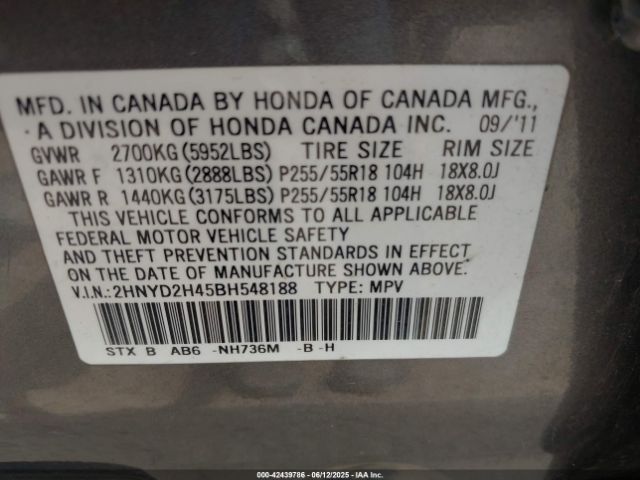 MFD. IN CANADA BY HONDA OF CANADA MFG.,
A DIVISION OF HONDA CANADA INC. 09/'11
GVWR 2700KG(5952LBS) TIRE SIZE RIM SIZE
GAWR F 1310KG(2888LBS) P255/55R18 104H 18X8.0J
GAWR R 1440KG(3175LBS) P255/55R18 104H 18X8.0J
THIS VEHICLE CONFORMS TO ALL APPLICABLE
FEDERAL MOTOR VEHICLE SAFETY
AND THEFT PREVENTION STANDARDS IN EFFECT
ON THE DATE OF MANUFACTURE SHOWN ABOVE.
V.I.N.:2HNYD2H45BH548188 TYPE: MPV
STX B AB6 -NH736M -B -H
000-42439786 - 06/12/2025 - IAAI